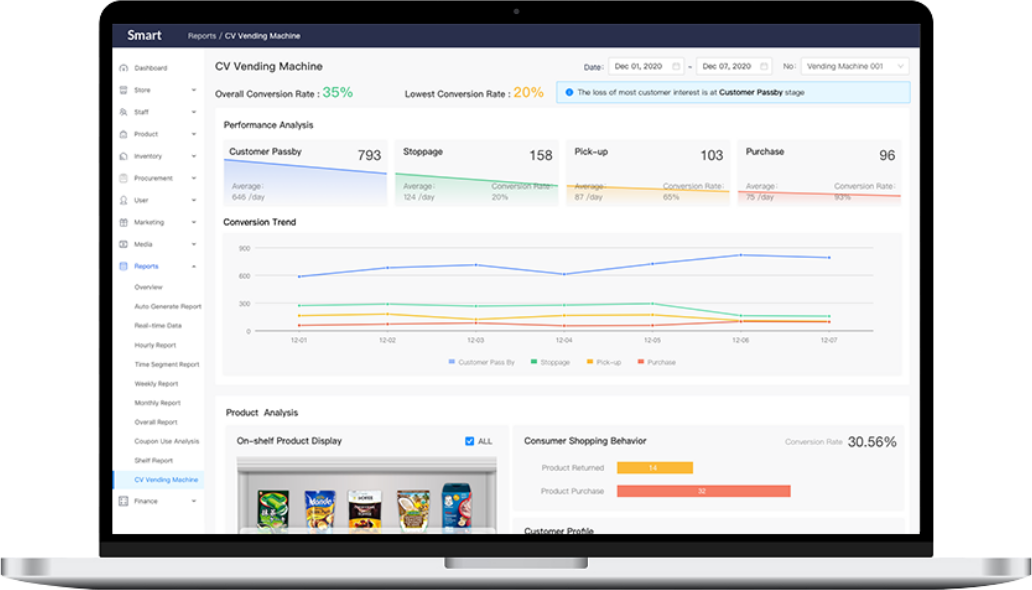 Smart
Reports / CV Vending Machine
Dashboard
Store
Staff
Product
Inventory
Procurement
User
Marketing
Media
Reports
Overview
Auto Generate Report
Real-time Data
Hourly Report
Time Segment Report
Weekly Report
Monthly Report
Overall Report
Coupon Use Analysis
Shelf Report
CV Vending Machine
Finance
CV Vending Machine
Date: Dec 01, 2020 - Dec 07, 2020 No: Vending Machine 001
Overall Conversion Rate : 35% Lowest Conversion Rate : 20%
The loss of most customer interest is at Customer Passby stage
Performance Analysis
Customer Passby 793
Average:
646 /day
Stoppage 158
Average: Conversion Rate:
124 /day 20%
Pick-up 103
Average: Conversion Rate:
87 /day 65%
Purchase 96
Average: Conversion Rate:
75 /day 93%
Conversion Trend
900
600
300
0
12-01 12-02 12-03 12-04 12-05 12-06 12-07
Customer Pass By Stoppage Pick-up Purchase
Product Analysis
On-shelf Product Display ALL
Monde
Consumer Shopping Behavior Conversion Rate 30.56%
Product Returned 14
Product Purchase 32
Customer Profile